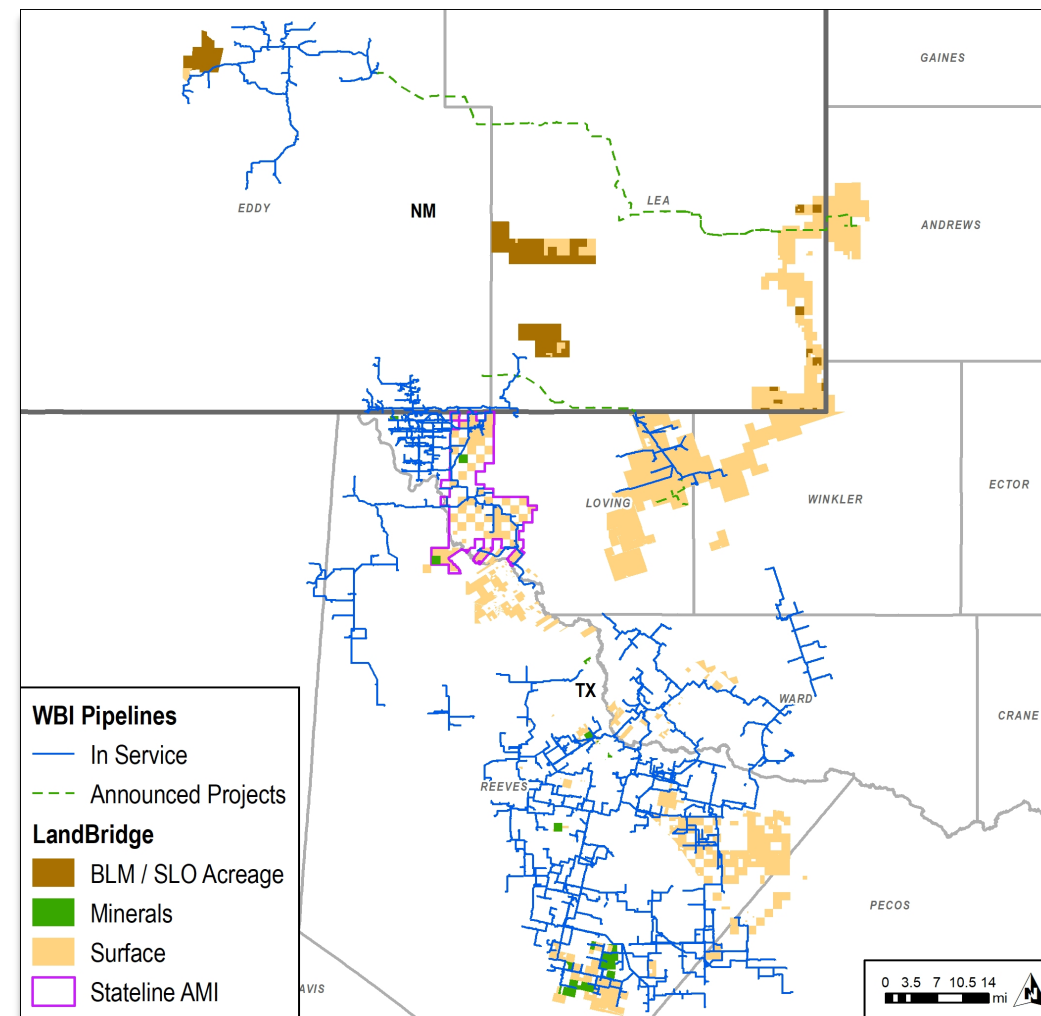 GAINES
EDDY
NM
LEA
ANDREWS
LOVING
WINKLER
ECTOR
TX
WARD
CRANE
REEVES
PECOS
AVIS
WBI Pipelines
In Service
Announced Projects
LandBridge
BLM / SLO Acreage
Minerals
Surface
Stateline AMI
0 3.5 7 10.5 14
mi
N